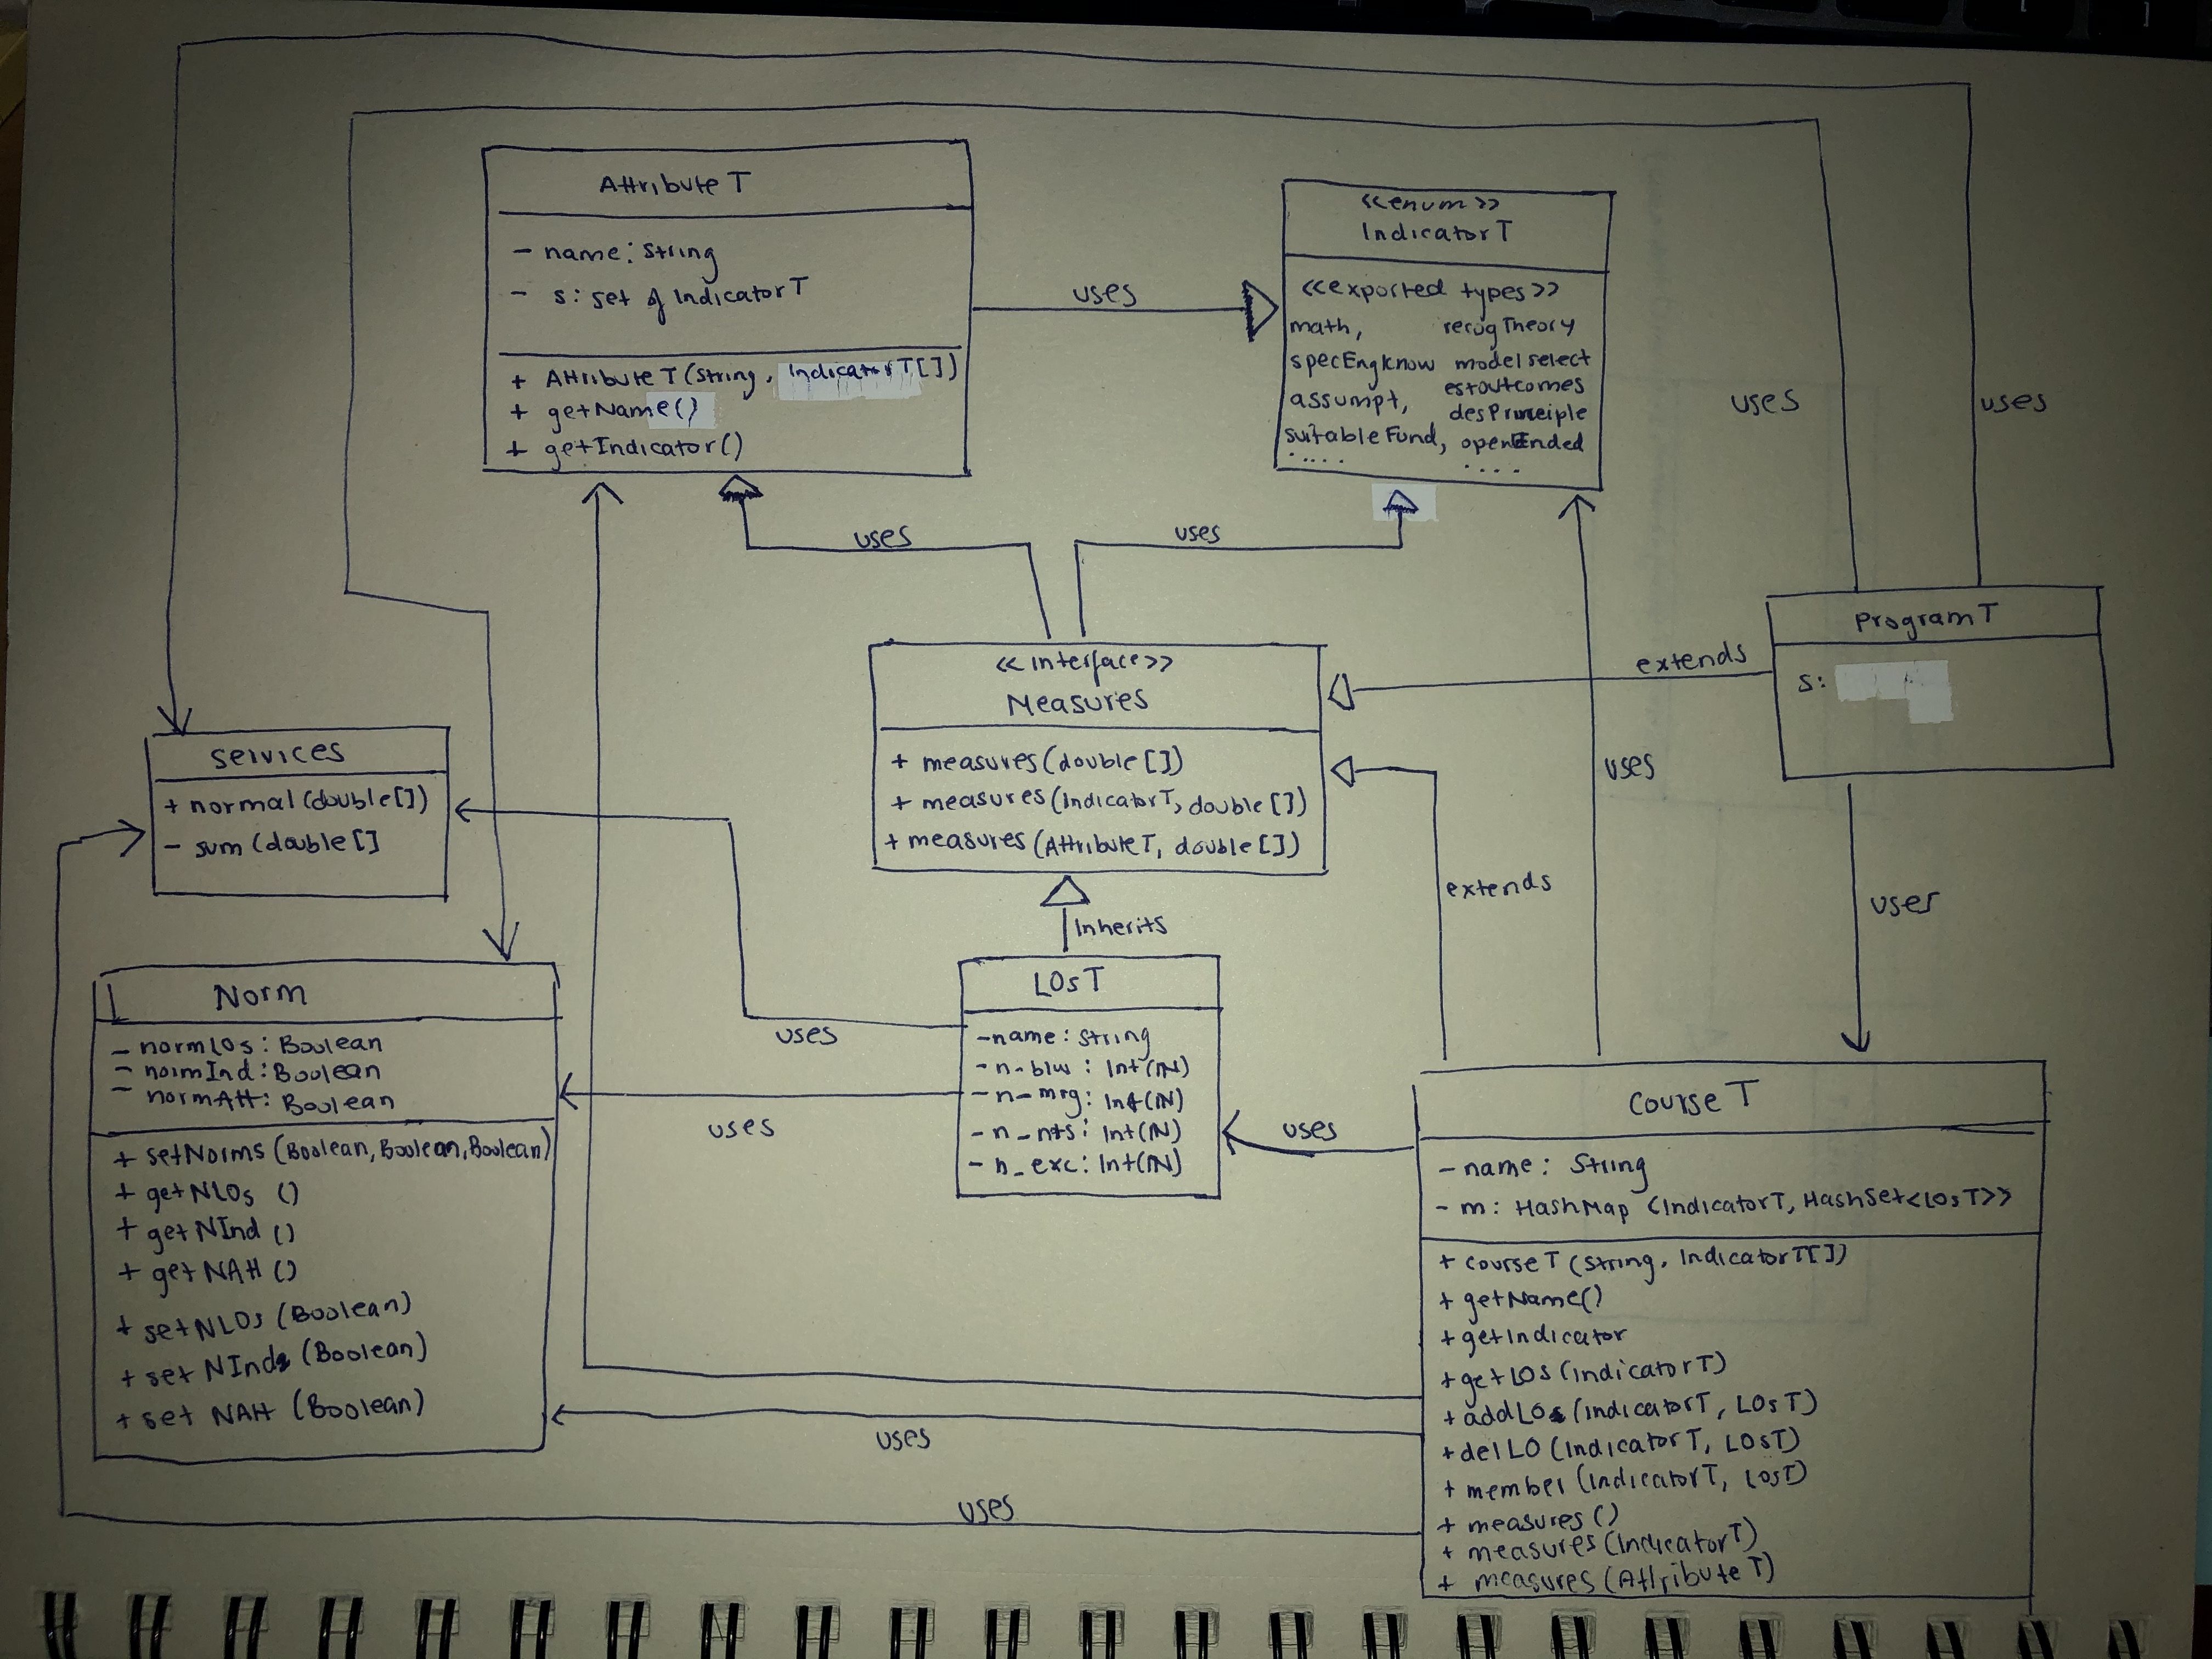 AttributeT
- name: String
- s: set of IndicatorT
+ AttributeT (String, IndicatorT[])
+ getName()
+ getIndicator()
uses
<<enum>>
IndicatorT
<<exported types>>
math, recogTheory
specEngknow modelselect
assumpt, estoutcomes
suitableFund, desPrinciple
openEnded
.....
....
uses
uses
uses
uses
Services
+ normal(double[])
- sum (double[]
<<interface>>
Measures
+ measures(double[])
+ measures(IndicatorT, double[])
+ measures(AttributeT, double[])
ProgramT
s:
extends
uses
extends
user
Inherits
Norm
- normLOs: Boolean
- normInd: Boolean
- normAtt: Boolean
+ setNorms (Boolean, Boolean, Boolean)
+ getNLOs ()
+ getNInd ()
+ getNAtt ()
+ setNLOs (Boolean)
+ set NInd (Boolean)
+ set NAtt (Boolean)
uses
uses
LOsT
- name: String
- n_blw: Int(IN)
- n_mrg: Int(IN)
- n_mts: Int(IN)
- n_exc: Int(IN)
uses
CourseT
- name: String
- m: HashMap <IndicatorT, HashSet<LOsT>>
+ courseT (String, IndicatorT[])
+ getName()
+ getIndicator
+ getLOs (IndicatorT)
+ addLO (IndicatorT, LOsT)
+ delLO (IndicatorT, LOsT)
+ member (IndicatorT, LOsT)
+ measures ()
+ measures (IndicatorT)
+ measures (AttributeT)
uses
uses